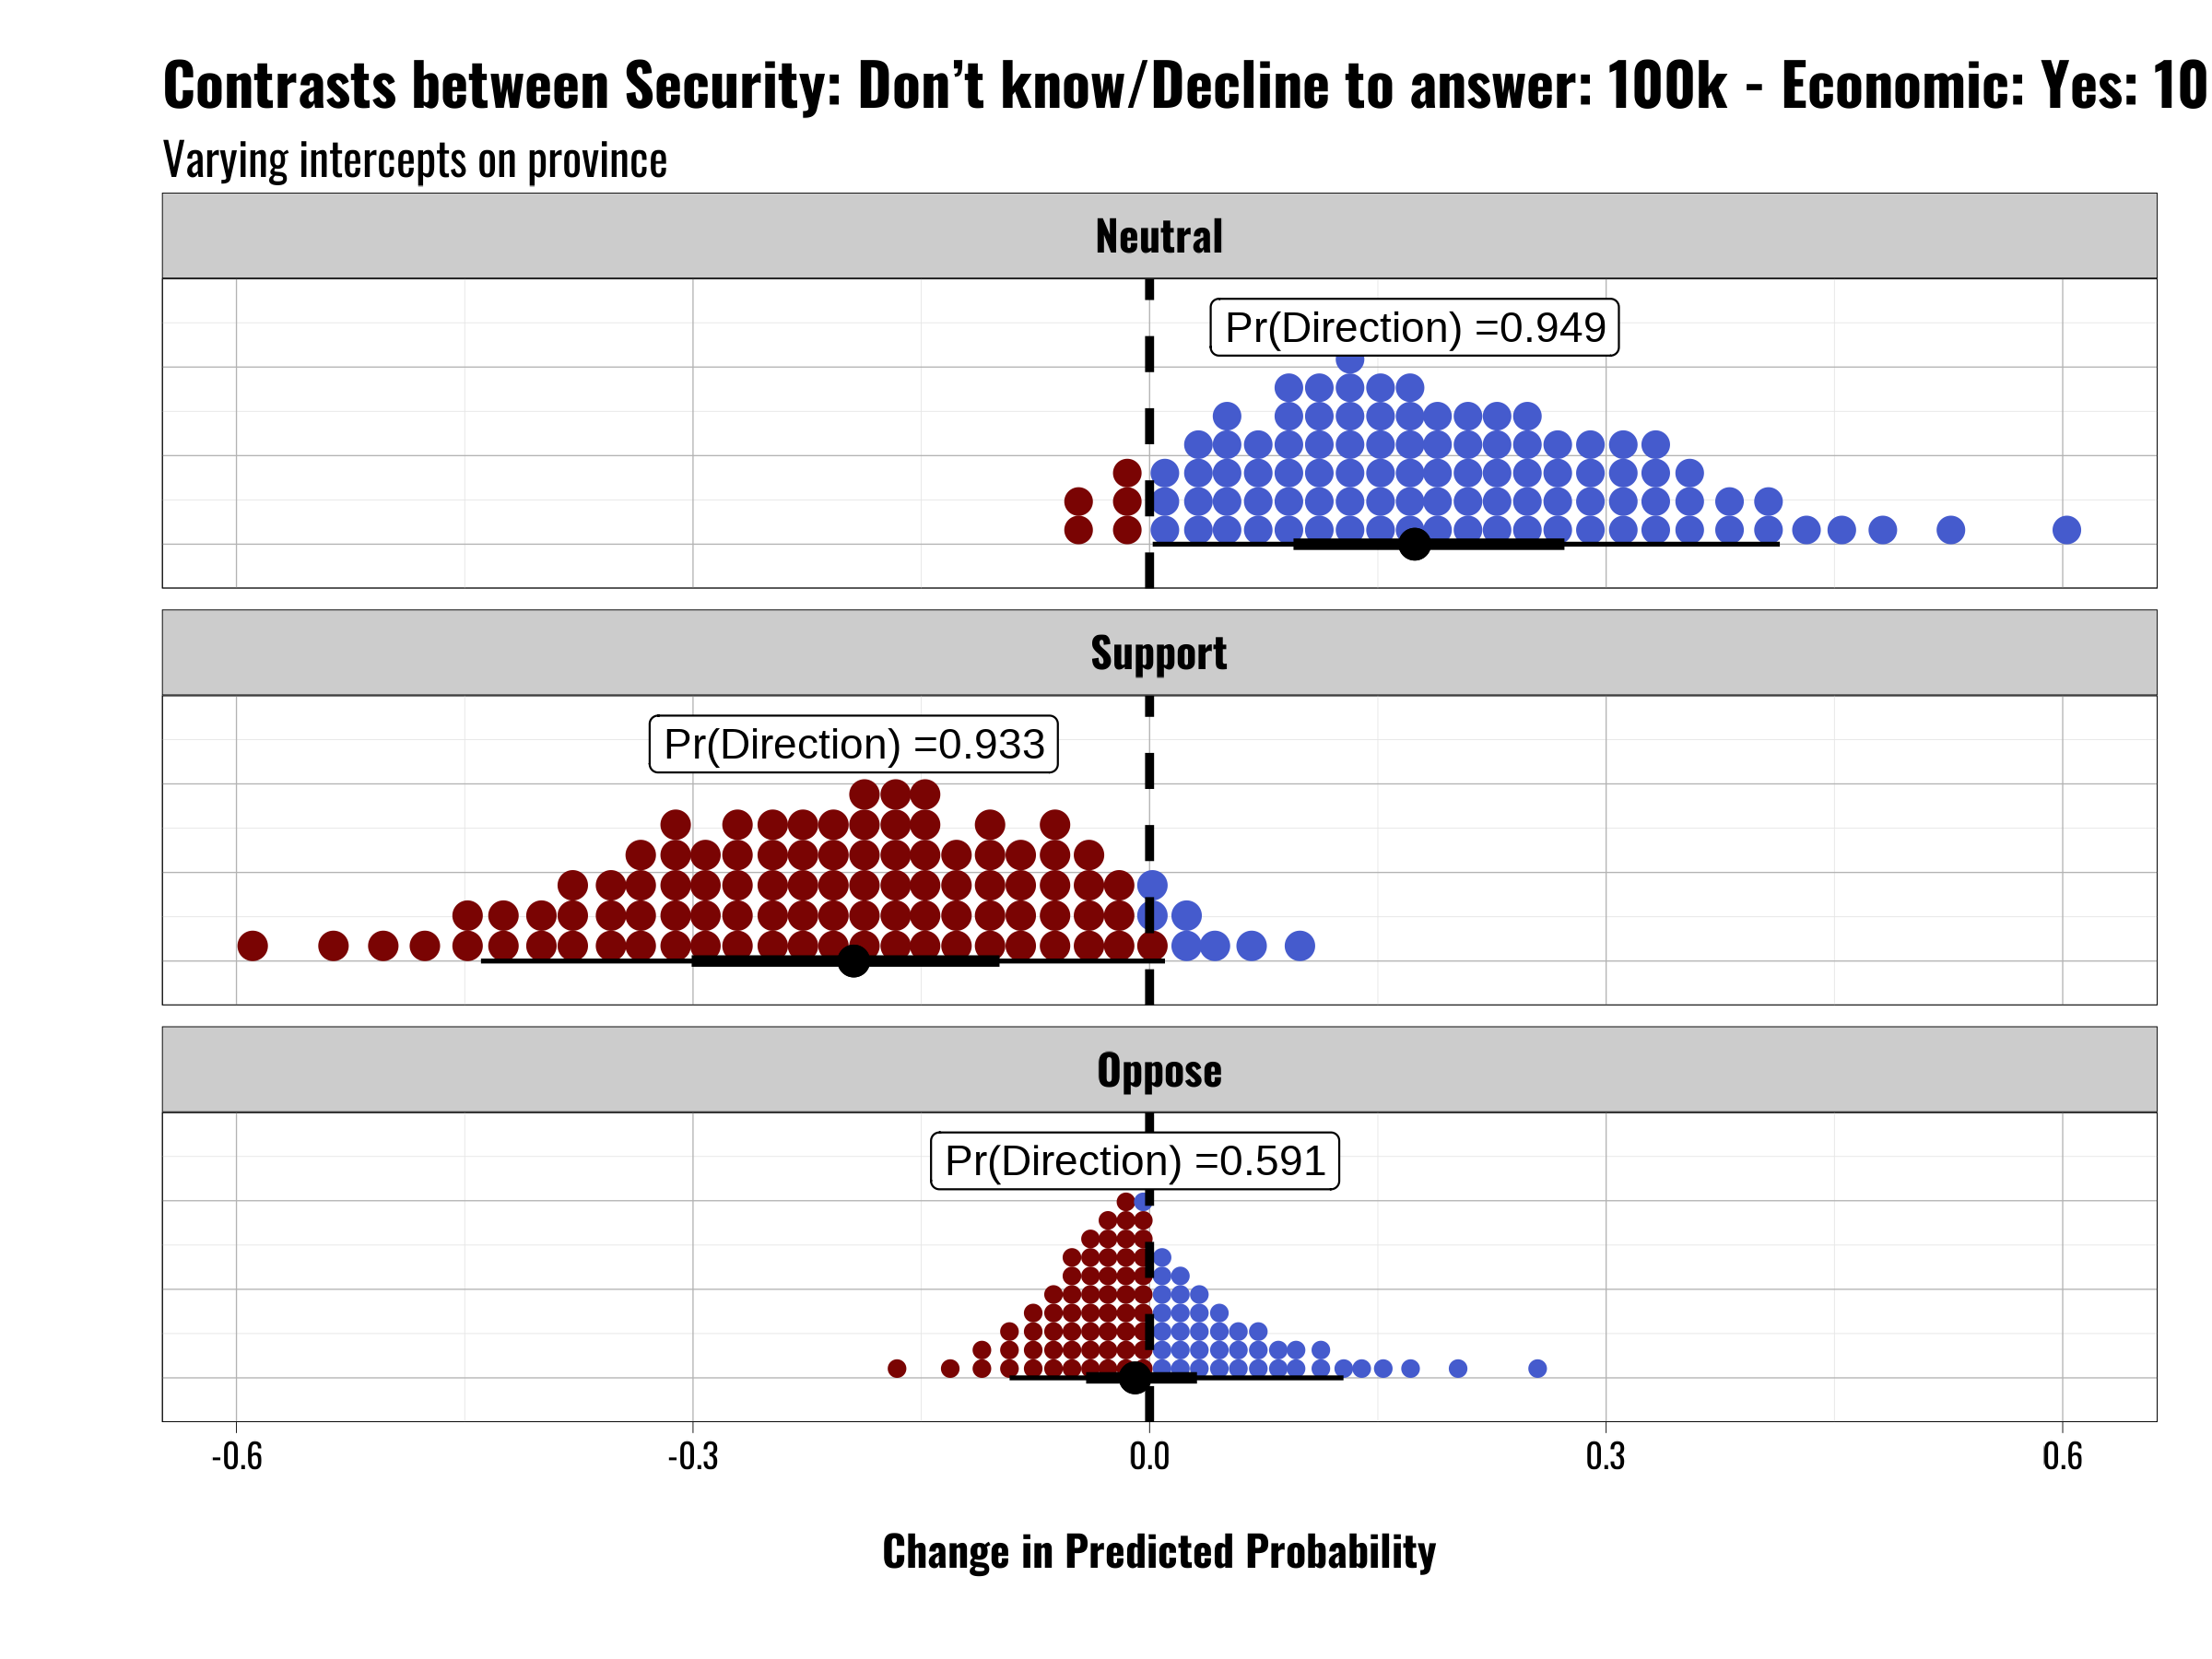 Contrasts between Security: Don’t know/Decline to answer: 100k - Economic: Yes: 10
Varying intercepts on province
Neutral
Pr(Direction) =0.949
Support
Pr(Direction) =0.933
Oppose
Pr(Direction) =0.591
-0.6 -0.3 0.0 0.3 0.6
Change in Predicted Probability